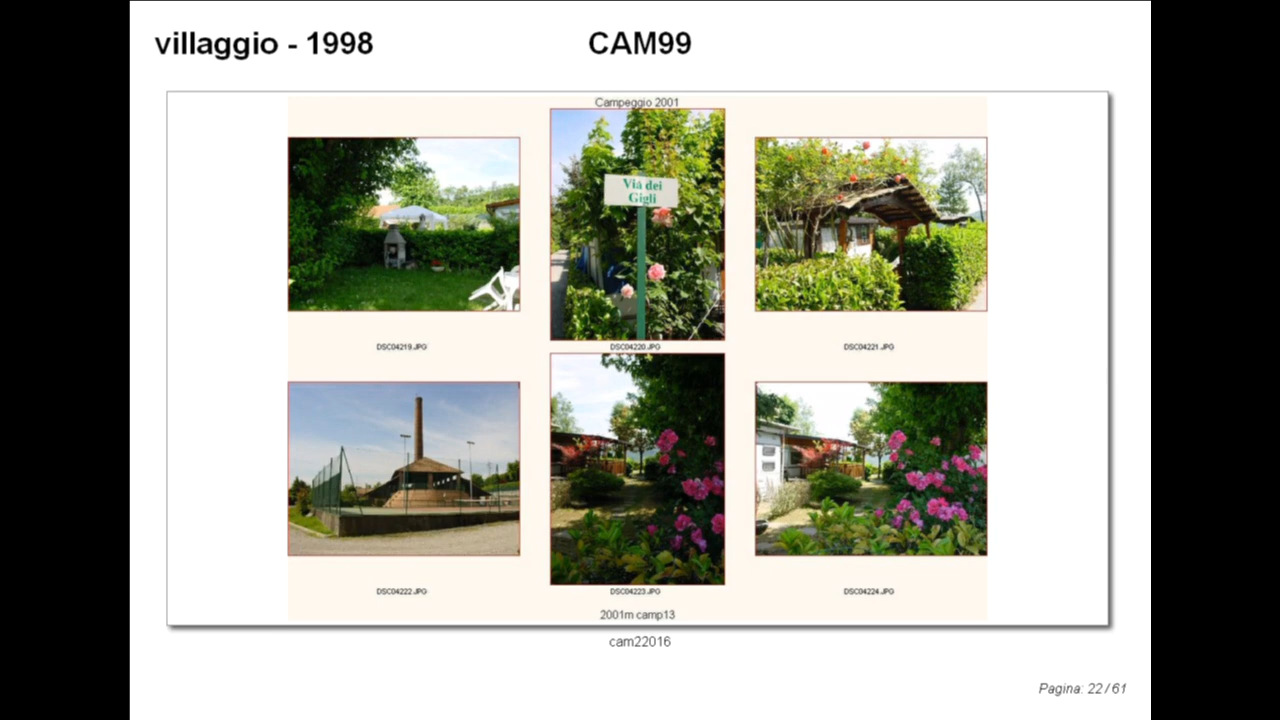 villaggio - 1998
CAM99
Campeggio 2001
Via dei
Gigli
DSC04219.JPG
DSC04220.JPG
DSC04221.JPG
DSC04222.JPG
DSC04223.JPG
DSC04224.JPG
2001m camp13
cam22016
Pagina: 22 / 61